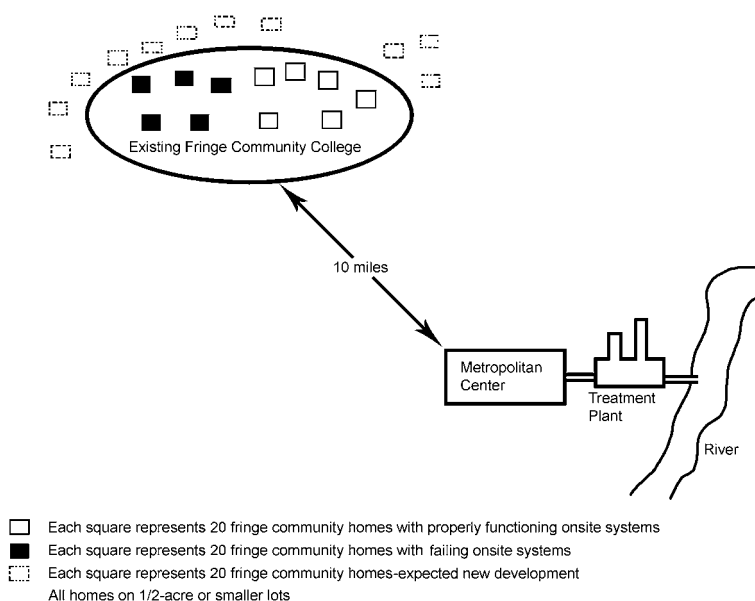 Existing Fringe Community College
10 miles
Metropolitan
Center
Treatment
Plant
River
Each square represents 20 fringe community homes with properly functioning onsite systems
Each square represents 20 fringe community homes with failing onsite systems
Each square represents 20 fringe community homes-expected new development
All homes on 1/2-acre or smaller lots